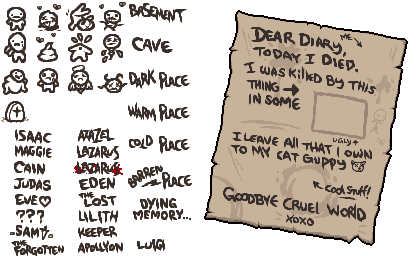 BASEMENT
CAVE
DARK PLACE
WARM PLACE
COLD PLACE
BARREN PLACE
DYING
MEMORY...
LUIGI
ISAAC
MAGGIE
CAIN
JUDAS
EVE♡
???
SAMS
THE
FORGOTTEN
AZAZEL
LAZARUS
LAZARUS
EDEN
THE
LOST
LILITH
KEEPER
APOLLYON
DEAR DIARY,
ME
TODAY I DIED.
I WAS KILLED BY THIS
THING →
IN SOME
UGLY
I LEAVE ALL THAT I OWN
TO MY CAT GUPPY
COOL STUFF!
GOODBYE CRUEL WORLD
XOXO